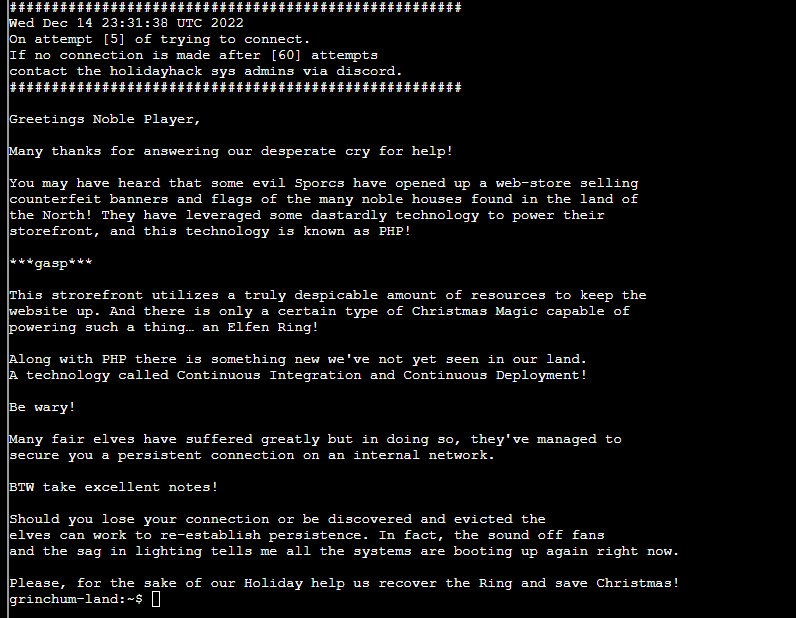 ######################################################
Wed Dec 14 23:31:38 UTC 2022
On attempt [5] of trying to connect.
If no connection is made after [60] attempts
contact the holidayhack sys admins via discord.
######################################################
Greetings Noble Player,
Many thanks for answering our desperate cry for help!
You may have heard that some evil Sporcs have opened up a web-store selling
counterfeit banners and flags of the many noble houses found in the land of
the North! They have leveraged some dastardly technology to power their
storefront, and this technology is known as PHP!
***gasp***
This strorefront utilizes a truly despicable amount of resources to keep the
website up. And there is only a certain type of Christmas Magic capable of
powering such a thing… an Elfen Ring!
Along with PHP there is something new we've not yet seen in our land.
A technology called Continuous Integration and Continuous Deployment!
Be wary!
Many fair elves have suffered greatly but in doing so, they've managed to
secure you a persistent connection on an internal network.
BTW take excellent notes!
Should you lose your connection or be discovered and evicted the
elves can work to re-establish persistence. In fact, the sound off fans
and the sag in lighting tells me all the systems are booting up again right now.
Please, for the sake of our Holiday help us recover the Ring and save Christmas!
grinchum-land:~$